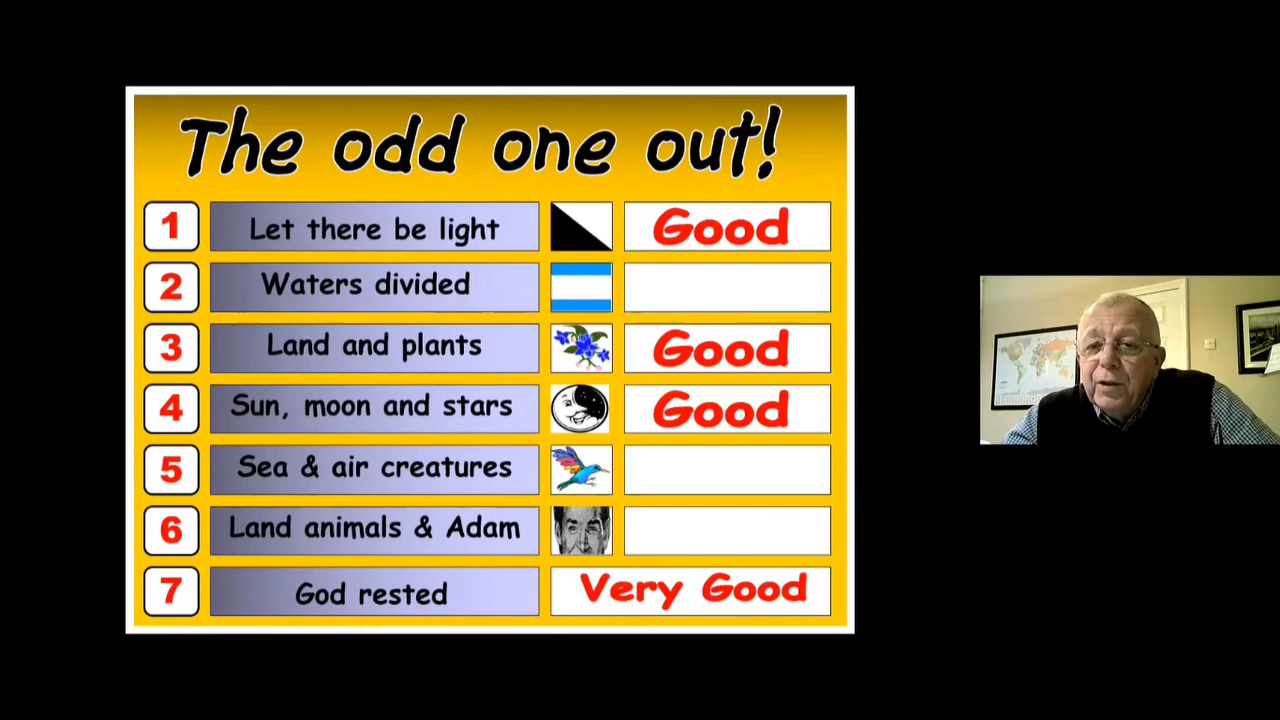 The odd one out!
1 Let there be light Good
2 Waters divided
3 Land and plants Good
4 Sun, moon and stars Good
5 Sea & air creatures
6 Land animals & Adam
7 God rested Very Good